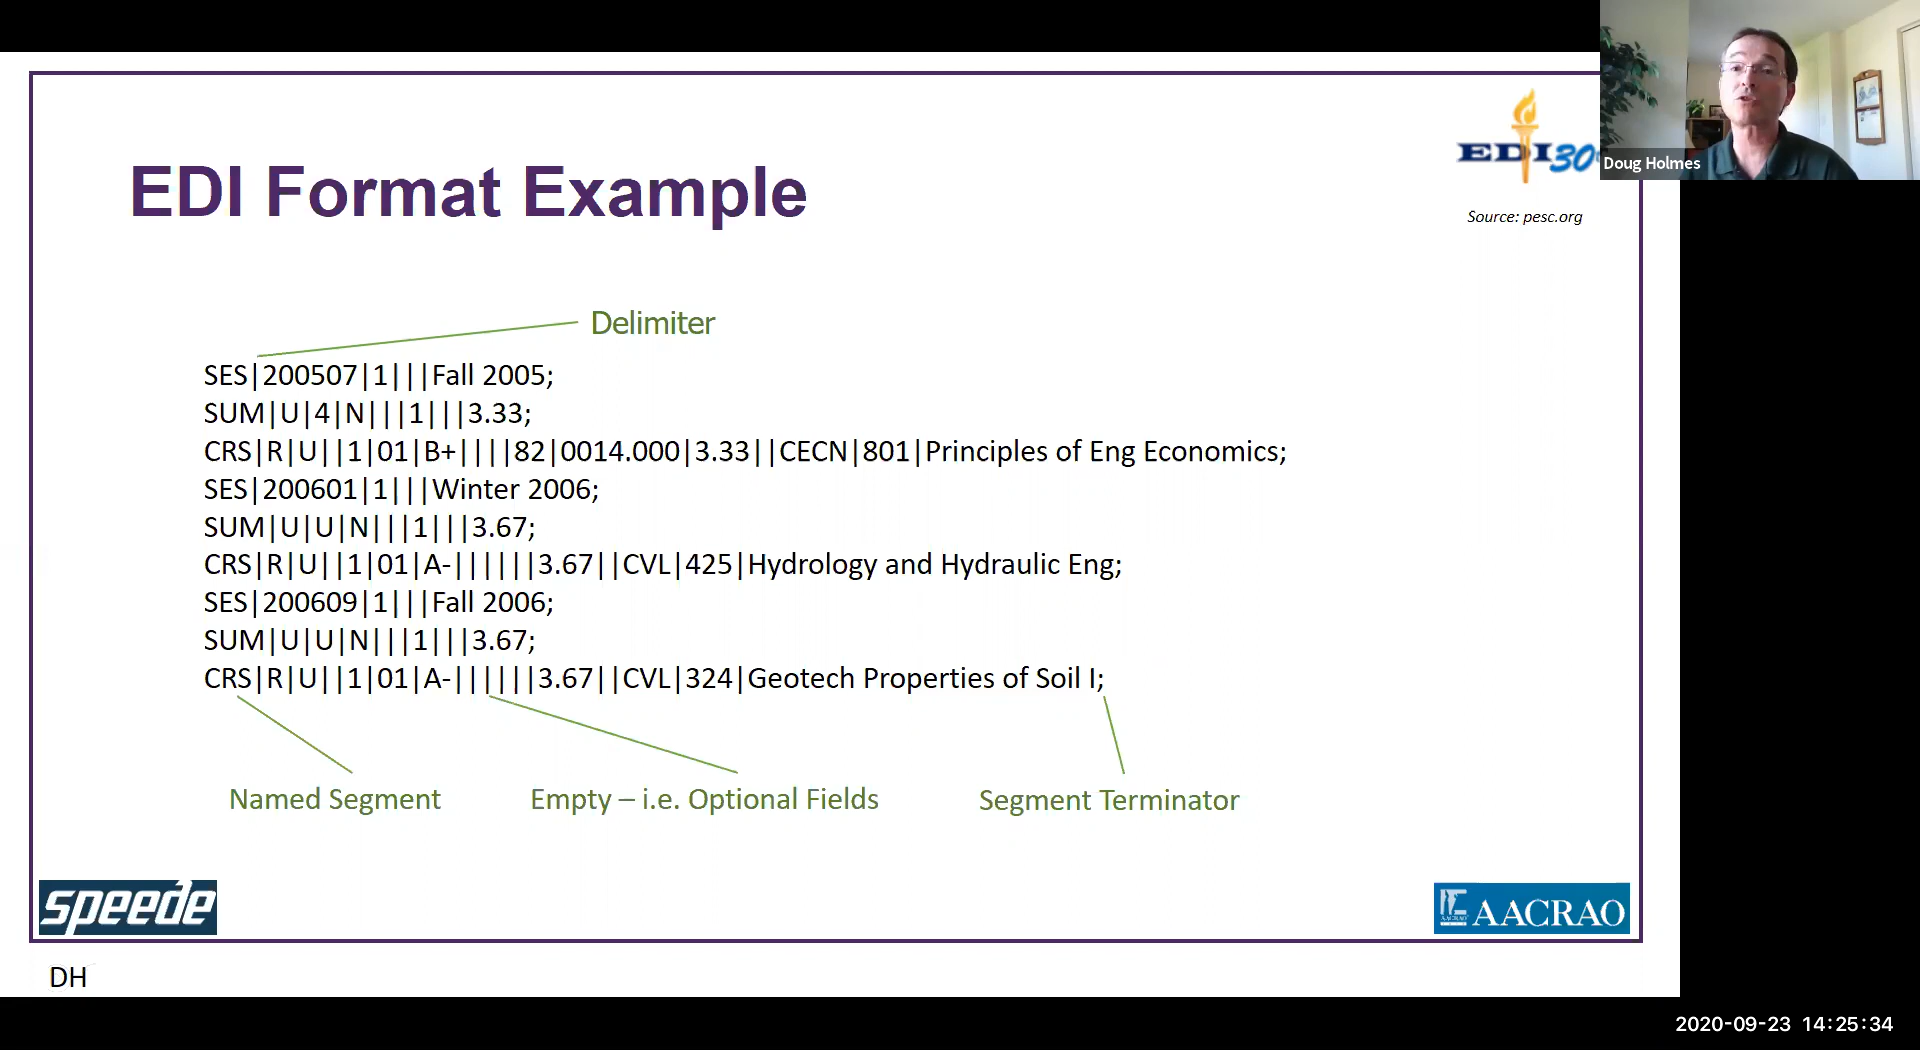 EDI Format Example
EDI30
Doug Holmes
Source: pesc.org
Delimiter
SES|200507|1|||Fall 2005;
SUM|U|4|N|||1|||3.33;
CRS|R|U||1|01|B+||||82|0014.000|3.33||CECN|801|Principles of Eng Economics;
SES|200601|1|||Winter 2006;
SUM|U|U|N|||1|||3.67;
CRS|R|U||1|01|A-||||||3.67||CVL|425|Hydrology and Hydraulic Eng;
SES|200609|1|||Fall 2006;
SUM|U|U|N|||1|||3.67;
CRS|R|U||1|01|A-||||||3.67||CVL|324|Geotech Properties of Soil I;
Named Segment
Empty – i.e. Optional Fields
Segment Terminator
speede
AACRAO
DH
2020-09-23 14:25:34